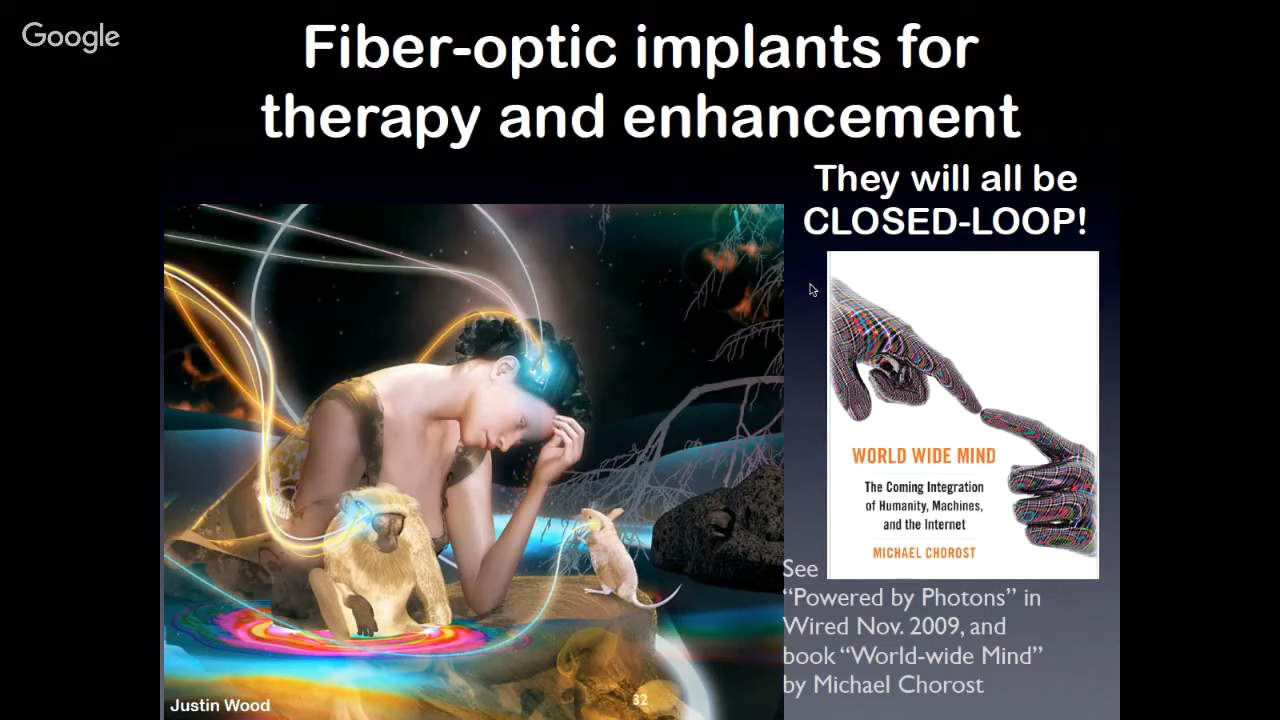 Google
Fiber-optic implants for
therapy and enhancement
They will all be
CLOSED-LOOP!
WORLD WIDE MIND
The Coming Integration
of Humanity, Machines,
and the Internet
MICHAEL CHOROST
See
“Powered by Photons” in
Wired Nov. 2009, and
book “World-wide Mind”
by Michael Chorost
Justin Wood
32